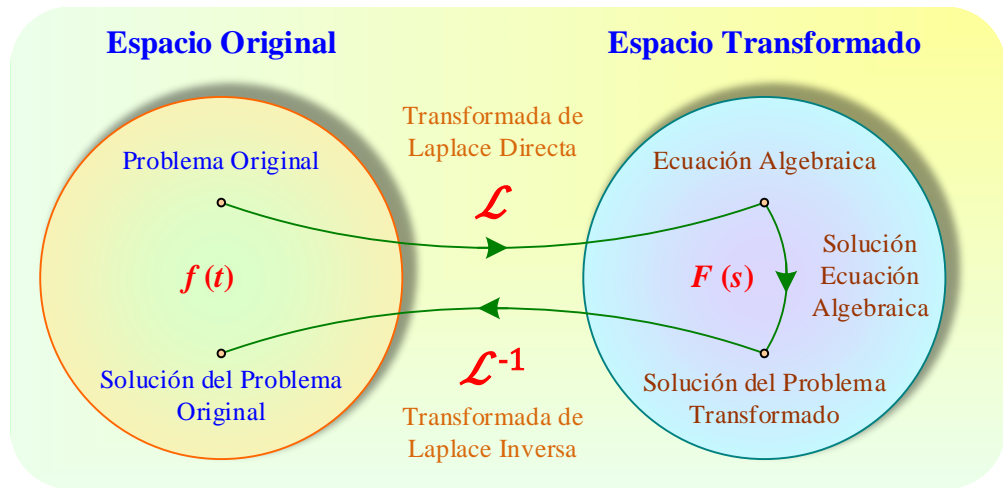 Espacio Original
Espacio Transformado
Transformada de
Laplace Directa
Problema Original
Ecuación Algebraica
ℒ
Solución
Ecuación
Algebraica
f (t)
F (s)
ℒ-1
Solución del Problema
Original
Solución del Problema
Transformado
Transformada de
Laplace Inversa